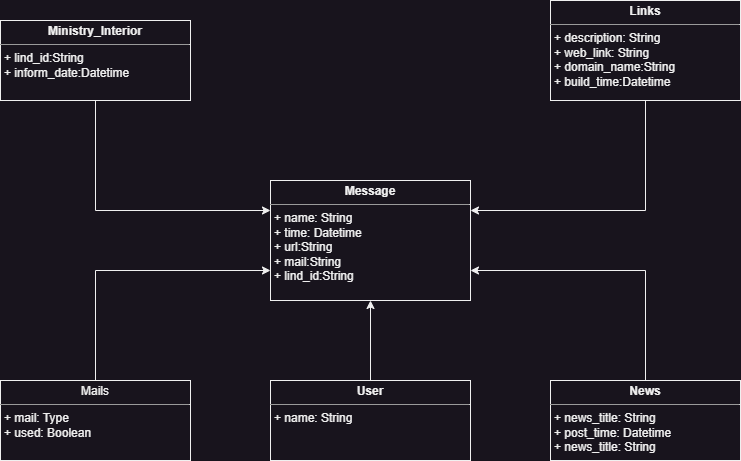 Ministry_Interior
+ lind_id:String
+ inform_date:Datetime
Links
+ description: String
+ web_link: String
+ domain_name:String
+ build_time:Datetime
Message
+ name: String
+ time: Datetime
+ url:String
+ mail:String
+ lind_id:String
Mails
+ mail: Type
+ used: Boolean
User
+ name: String
News
+ news_title: String
+ post_time: Datetime
+ news_title: String